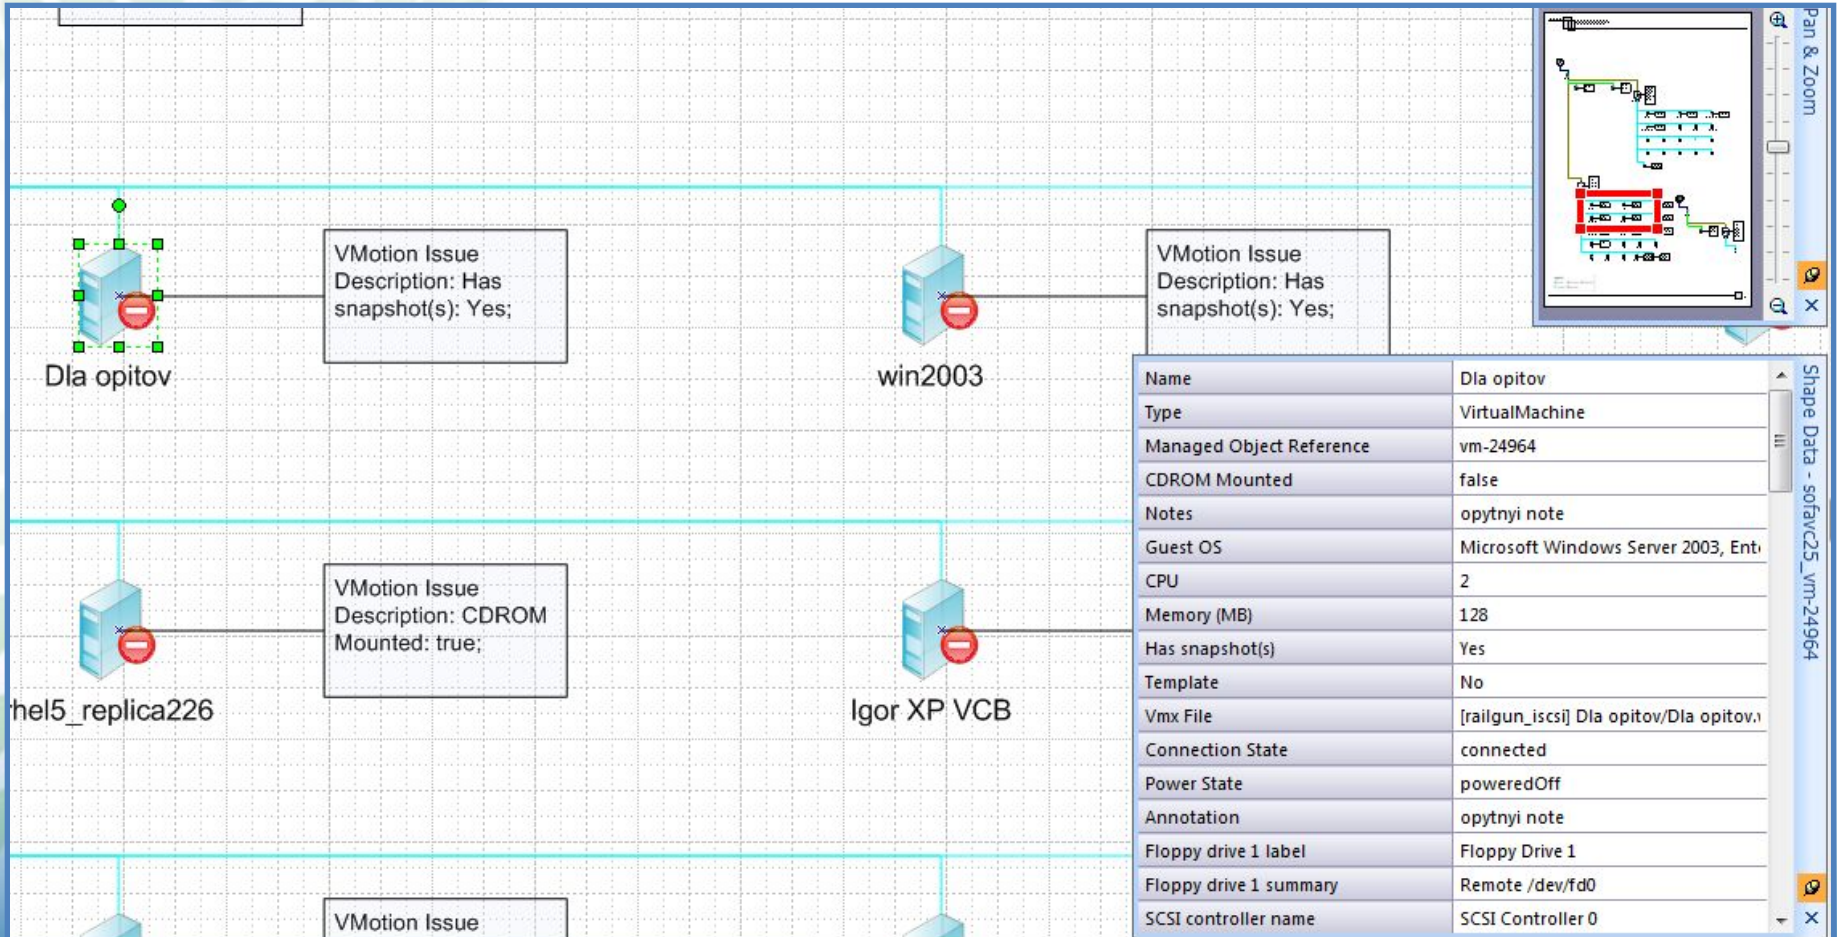 Pan & Zoom
VMotion Issue
Description: Has
snapshot(s): Yes;
Dla opitov
VMotion Issue
Description: Has
snapshot(s): Yes;
win2003
VMotion Issue
Description: CDROM
Mounted: true;
hel5_replica226
Igor XP VCB
VMotion Issue
Shape Data - sofavc25_vm-24964
Name Dla opitov
Type VirtualMachine
Managed Object Reference vm-24964
CDROM Mounted false
Notes opytnyi note
Guest OS Microsoft Windows Server 2003, Ent
CPU 2
Memory (MB) 128
Has snapshot(s) Yes
Template No
Vmx File [railgun_iscsi] Dla opitov/Dla opitov.
Connection State connected
Power State poweredOff
Annotation opytnyi note
Floppy drive 1 label Floppy Drive 1
Floppy drive 1 summary Remote /dev/fd0
SCSI controller name SCSI Controller 0